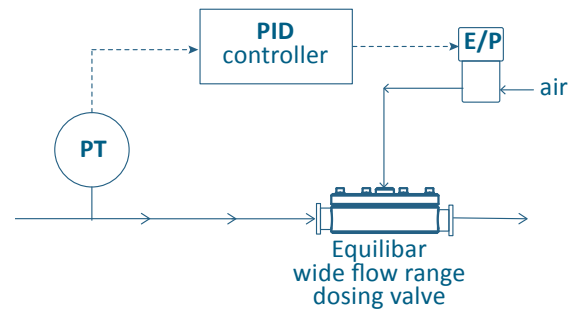 PID
controller
E/P
air
PT
Equilibar
wide flow range
dosing valve